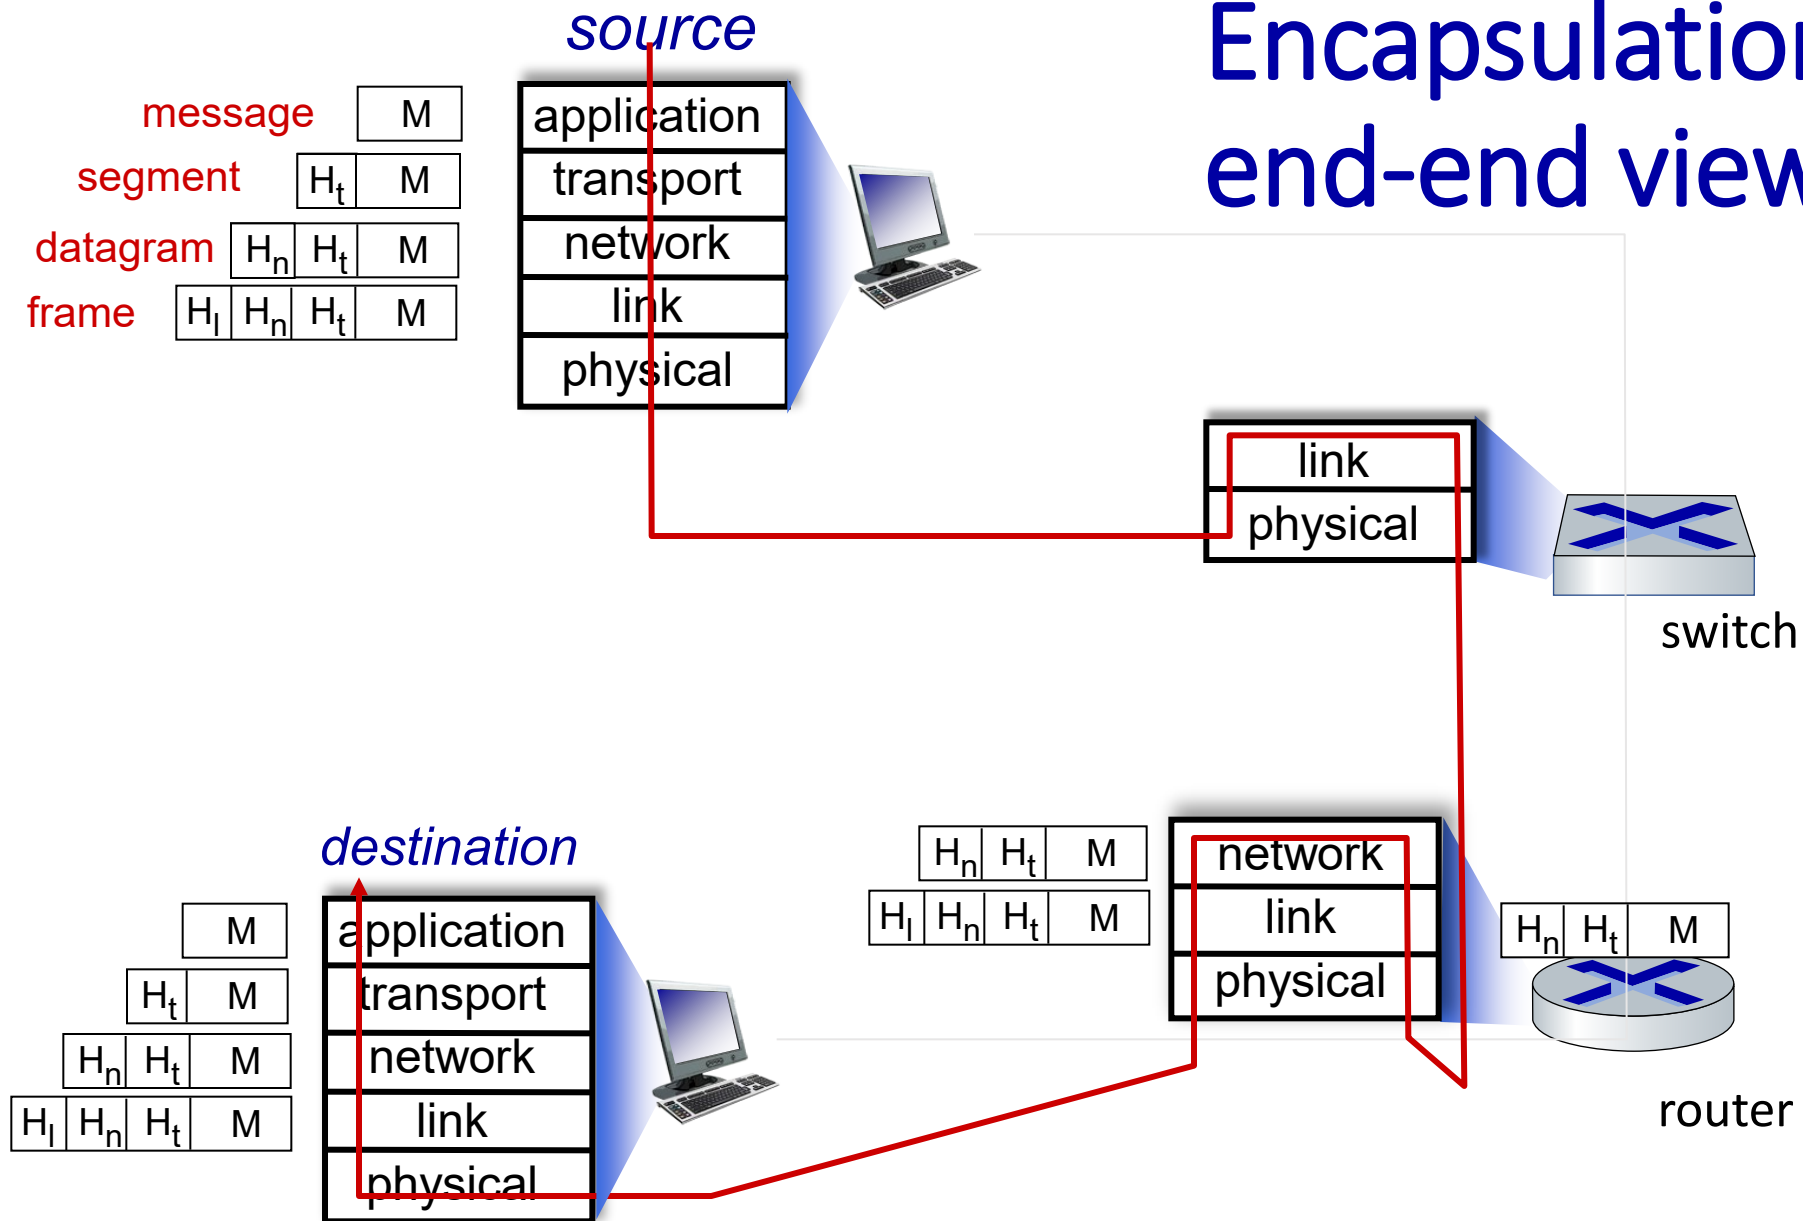 source
Encapsulation
end-end view
message M
segment Ht M
datagram Hn Ht M
frame Hl Hn Ht M
application
transport
network
link
physical
link
physical
switch
destination
M
Ht M
Hn Ht M
Hl Hn Ht M
application
transport
network
link
physical
Hn Ht M
Hl Hn Ht M
network
link
physical
Hn Ht M
router